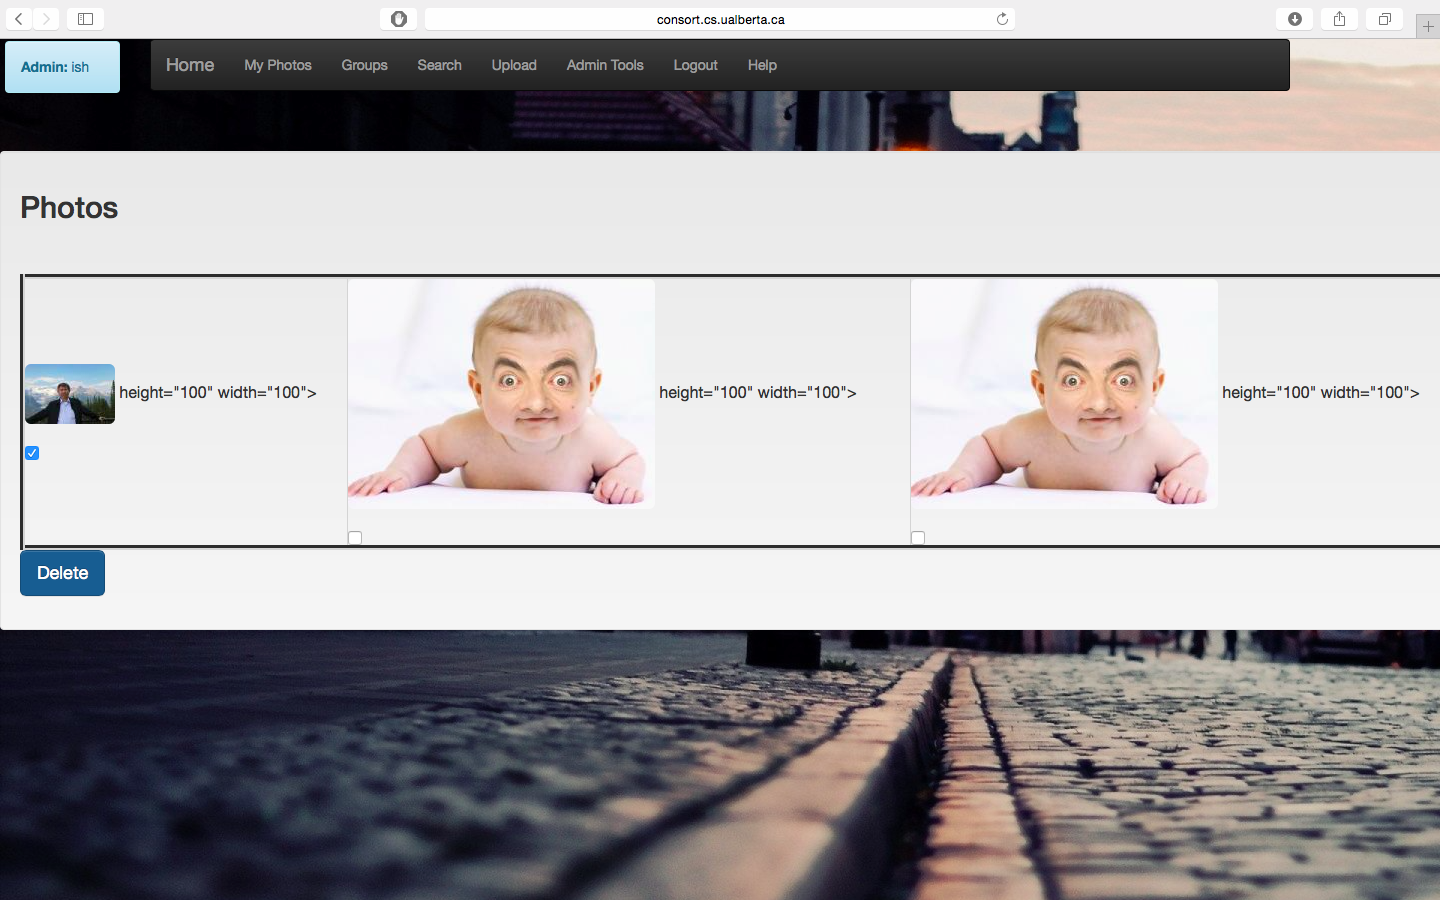 consort.cs.ualberta.ca
Admin: ish
Home My Photos Groups Search Upload Admin Tools Logout Help
Photos
height="100" width="100"> height="100" width="100"> height="100" width="100">
Delete